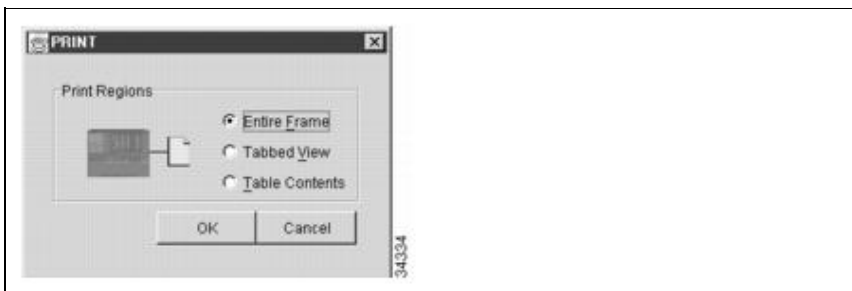 PRINT
Print Regions
Entire Frame
Tabbed View
Table Contents
OK Cancel
34334